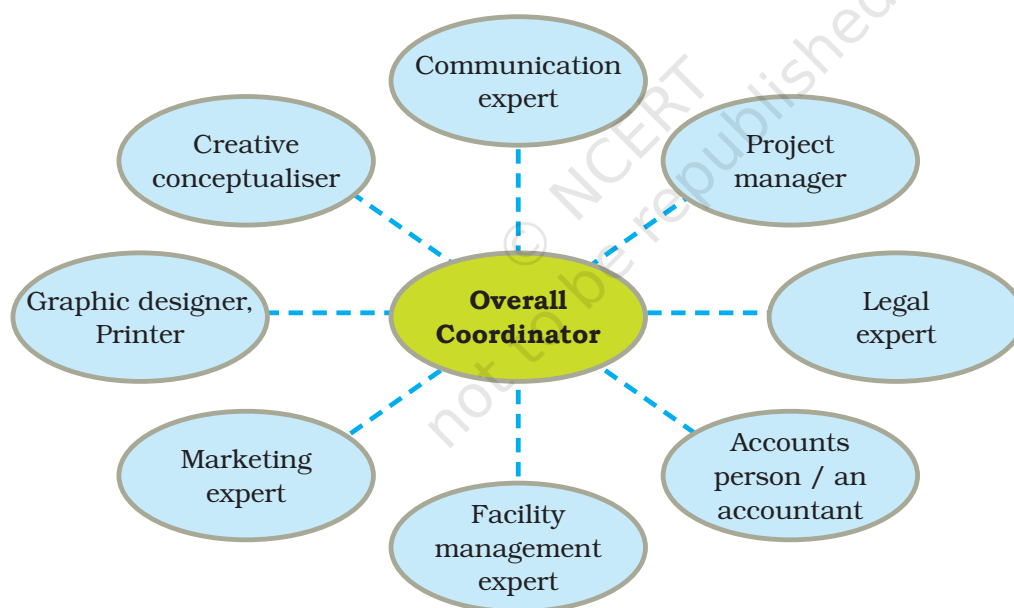 Communication
expert
Creative
conceptualiser
Project
manager
Graphic designer,
Printer
Overall
Coordinator
Legal
expert
Marketing
expert
Accounts
person / an
accountant
Facility
management
expert
© NCERT
not to be republished